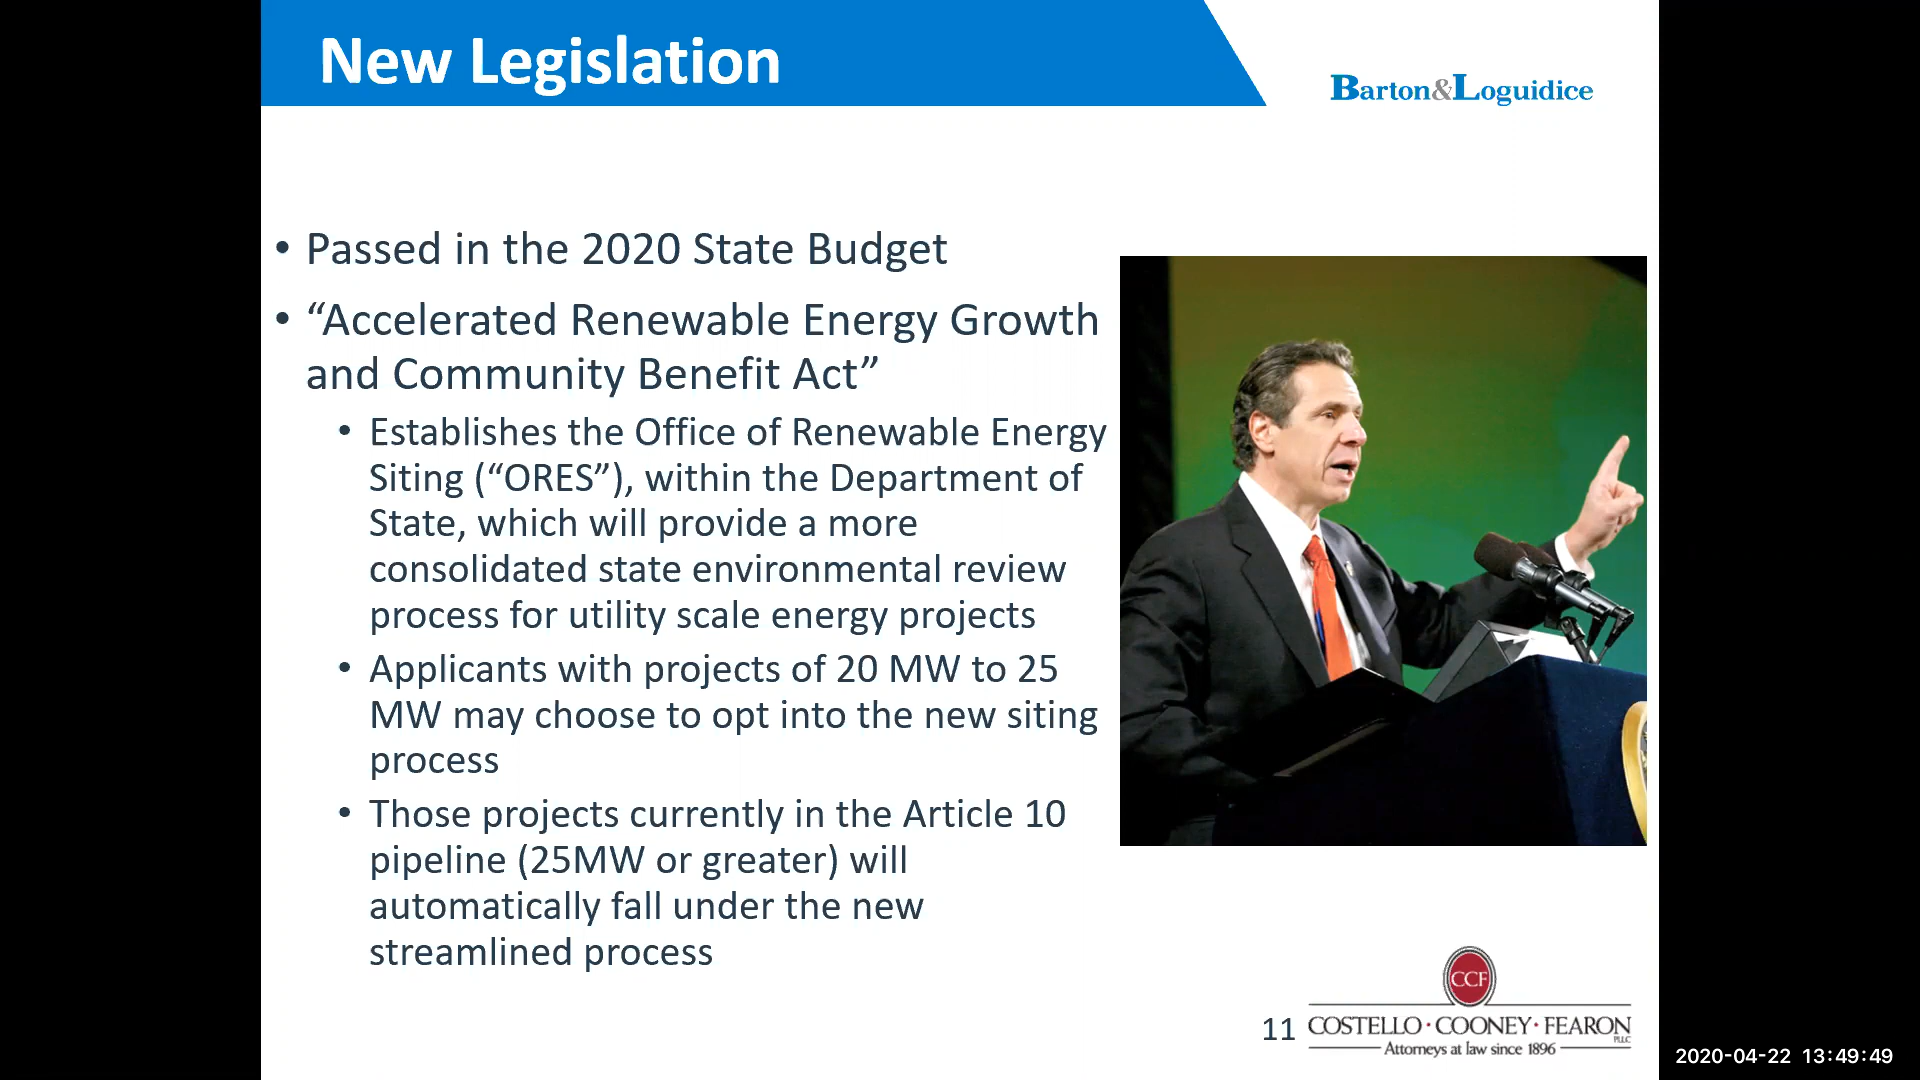 New Legislation
Barton&Loguidice
• Passed in the 2020 State Budget
• “Accelerated Renewable Energy Growth
and Community Benefit Act”
• Establishes the Office of Renewable Energy
Siting (“ORES”), within the Department of
State, which will provide a more
consolidated state environmental review
process for utility scale energy projects
• Applicants with projects of 20 MW to 25
MW may choose to opt into the new siting
process
• Those projects currently in the Article 10
pipeline (25MW or greater) will
automatically fall under the new
streamlined process
CCF
11
COSTELLO · COONEY · FEARON
PLLC
Attorneys at law since 1896
2020-04-22 13:49:49